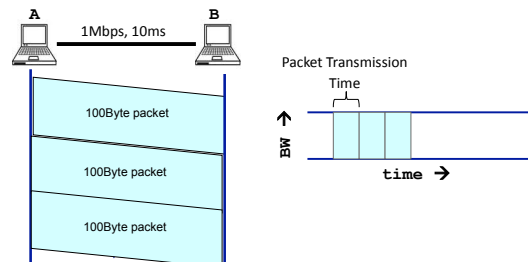 A
1Mbps, 10ms
B
100Byte packet
100Byte packet
100Byte packet
Packet Transmission
Time
BW →
time →